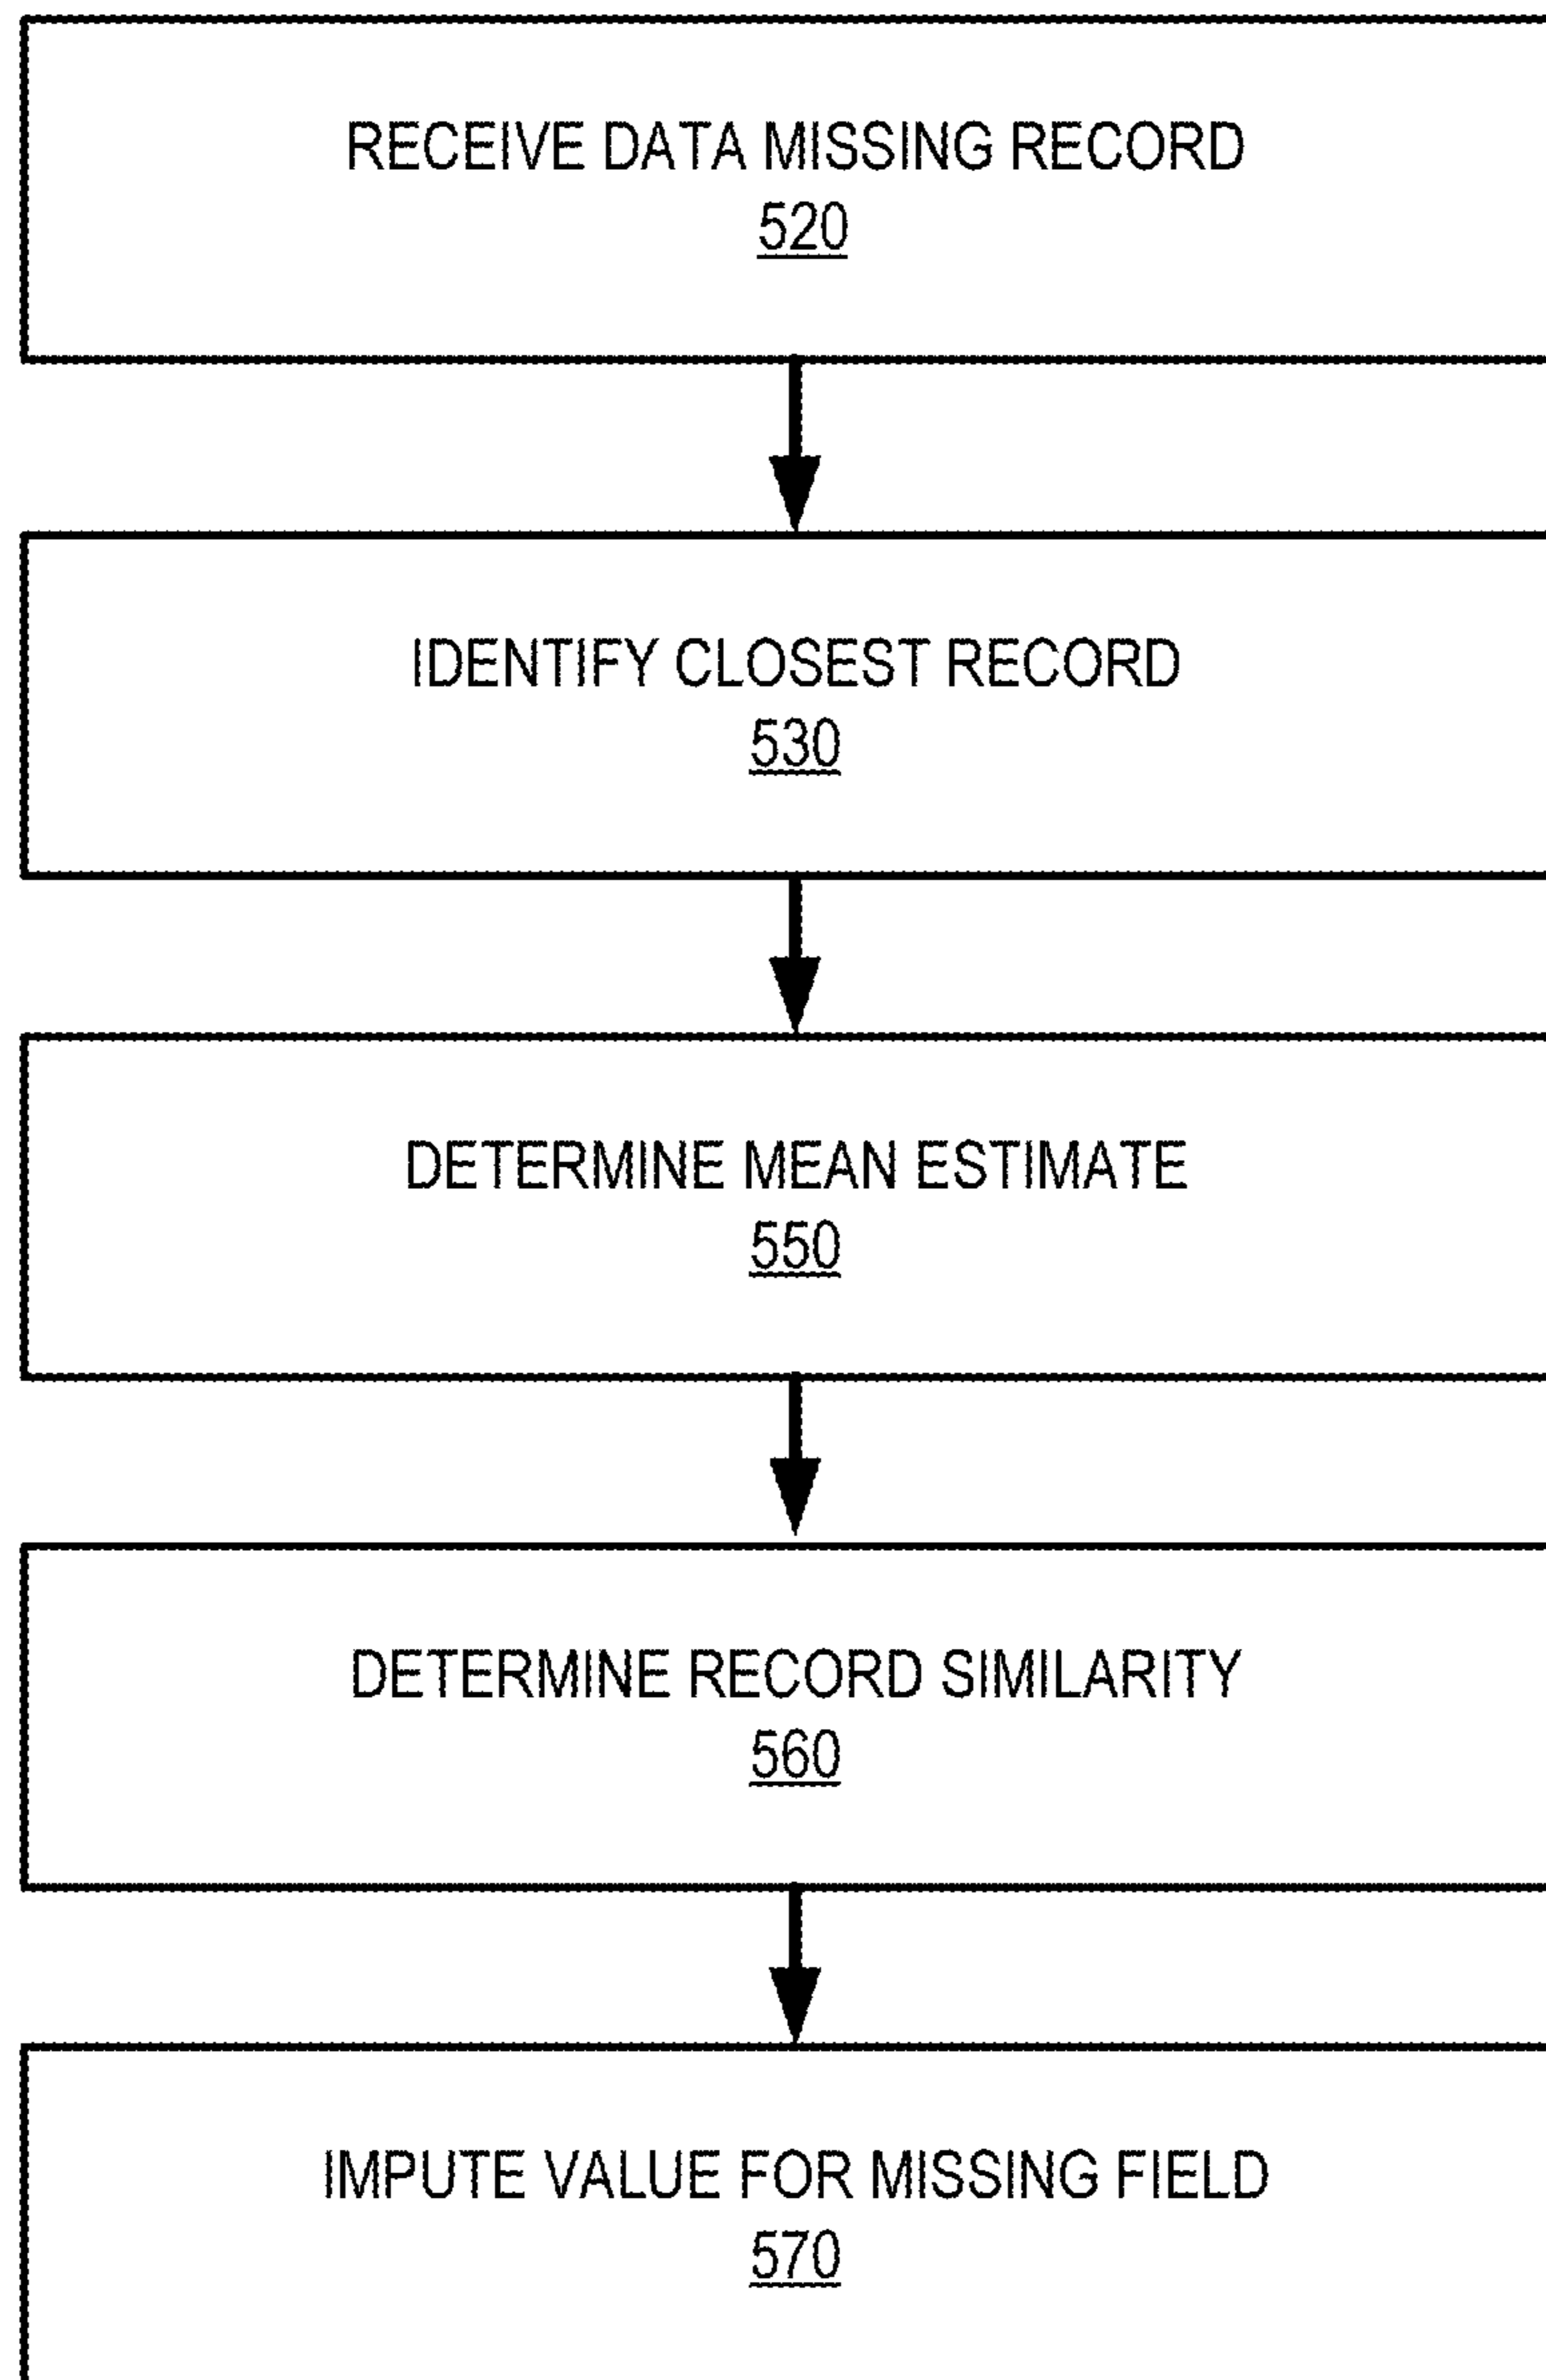 RECEIVE DATA MISSING RECORD
520
IDENTIFY CLOSEST RECORD
530
DETERMINE MEAN ESTIMATE
550
DETERMINE RECORD SIMILARITY
560
IMPUTE VALUE FOR MISSING FIELD
570